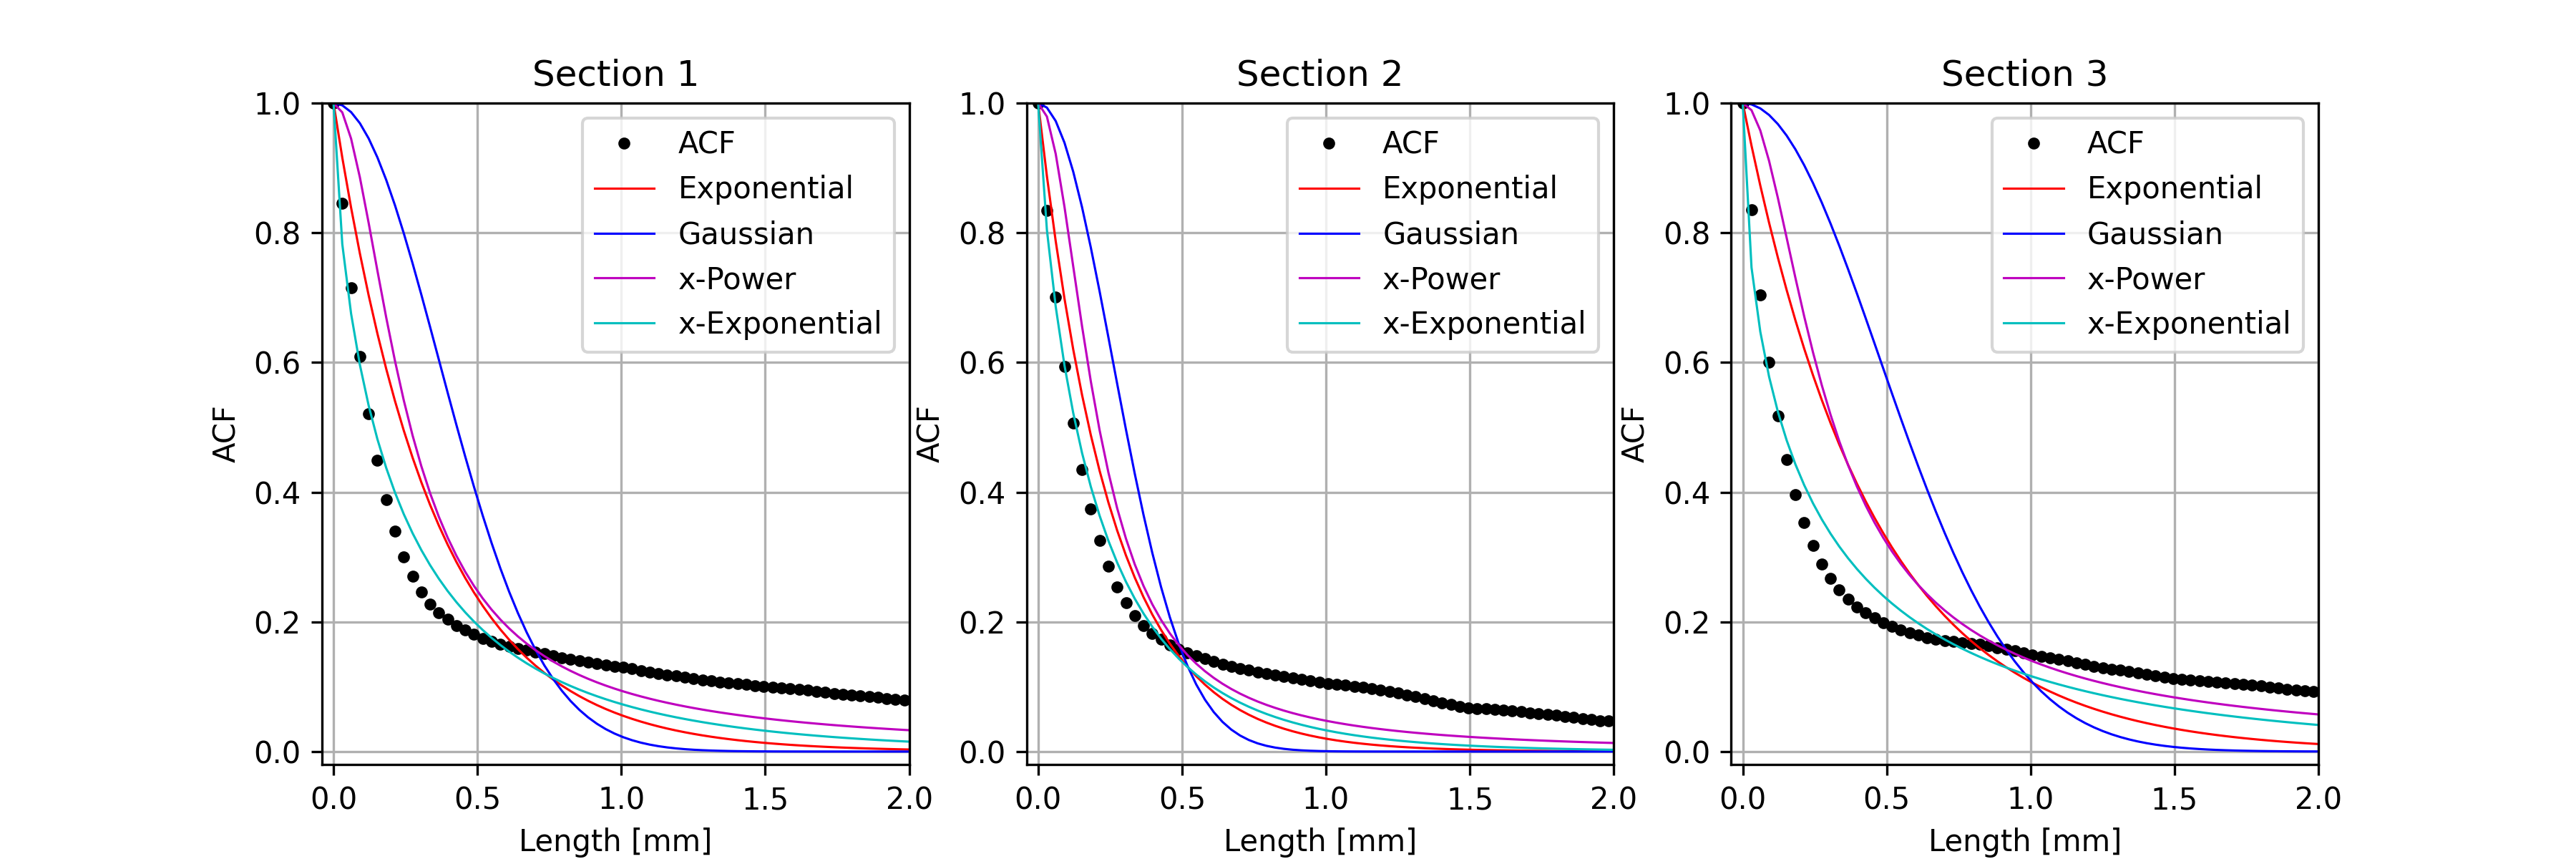 Section 1
1.0
0.8
0.6
0.4
0.2
0.0
ACF
ACF
Exponential
Gaussian
x-Power
x-Exponential
0.0 0.5 1.0 1.5 2.0
Length [mm]
Section 2
1.0
0.8
0.6
0.4
0.2
0.0
ACF
ACF
Exponential
Gaussian
x-Power
x-Exponential
0.0 0.5 1.0 1.5 2.0
Length [mm]
Section 3
1.0
0.8
0.6
0.4
0.2
0.0
ACF
ACF
Exponential
Gaussian
x-Power
x-Exponential
0.0 0.5 1.0 1.5 2.0
Length [mm]